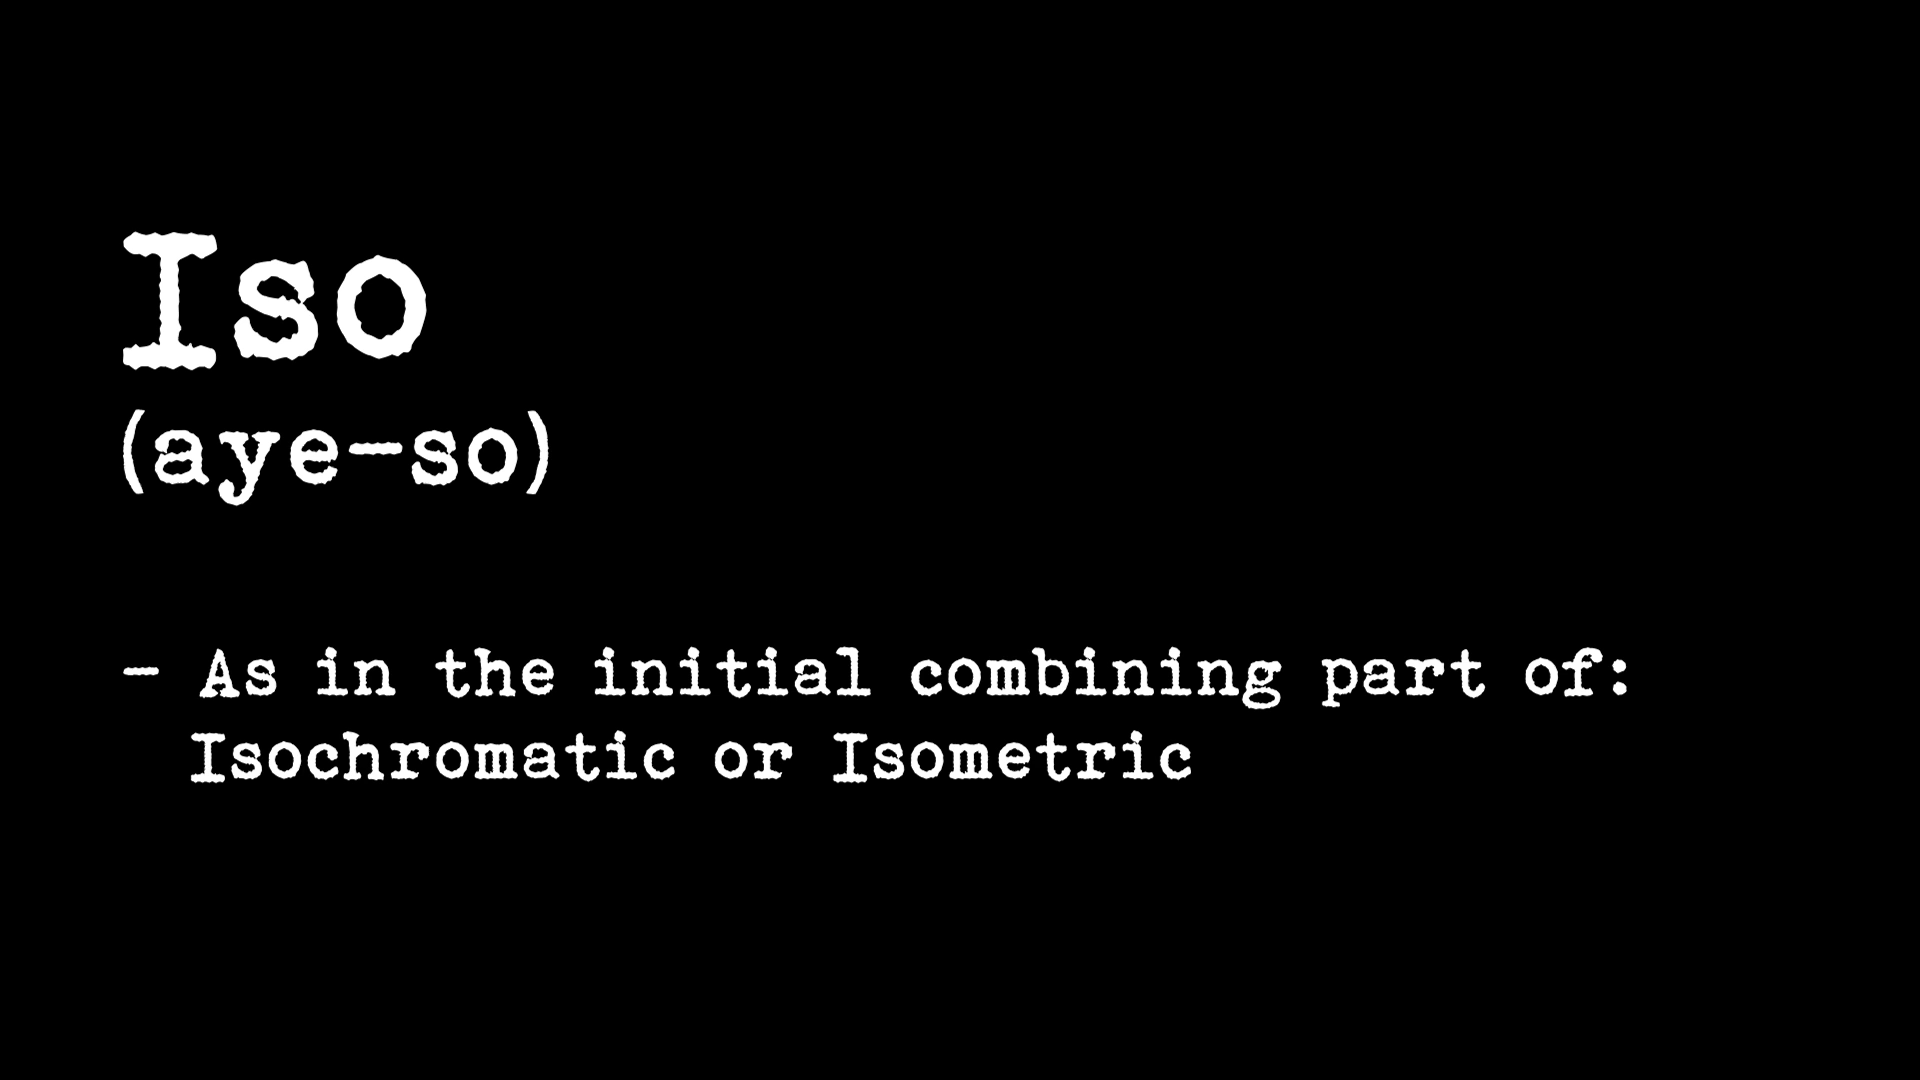 Iso
(aye-so)
- As in the initial combining part of:
Isochromatic or Isometric